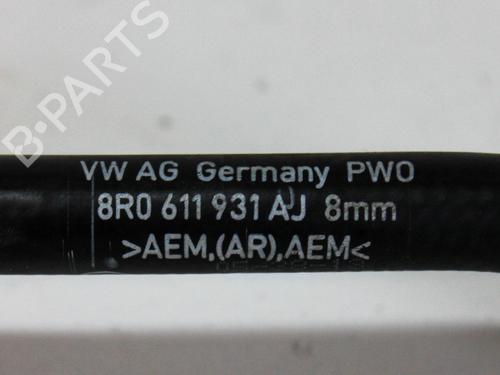 B-PARTS
VW AG Germany PWO
8R0 611 931 AJ 8mm
>AEM,(AR),AEM<